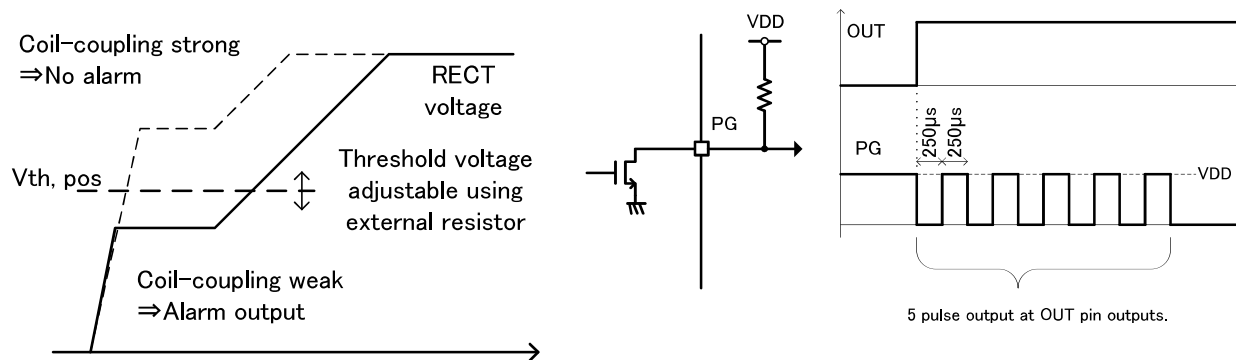 Coil-coupling strong
⇒No alarm
RECT
voltage
Vth, pos
Threshold voltage
adjustable using
external resistor
Coil-coupling weak
⇒Alarm output
VDD
PG
OUT
250μs
250μs
PG
VDD
5 pulse output at OUT pin outputs.